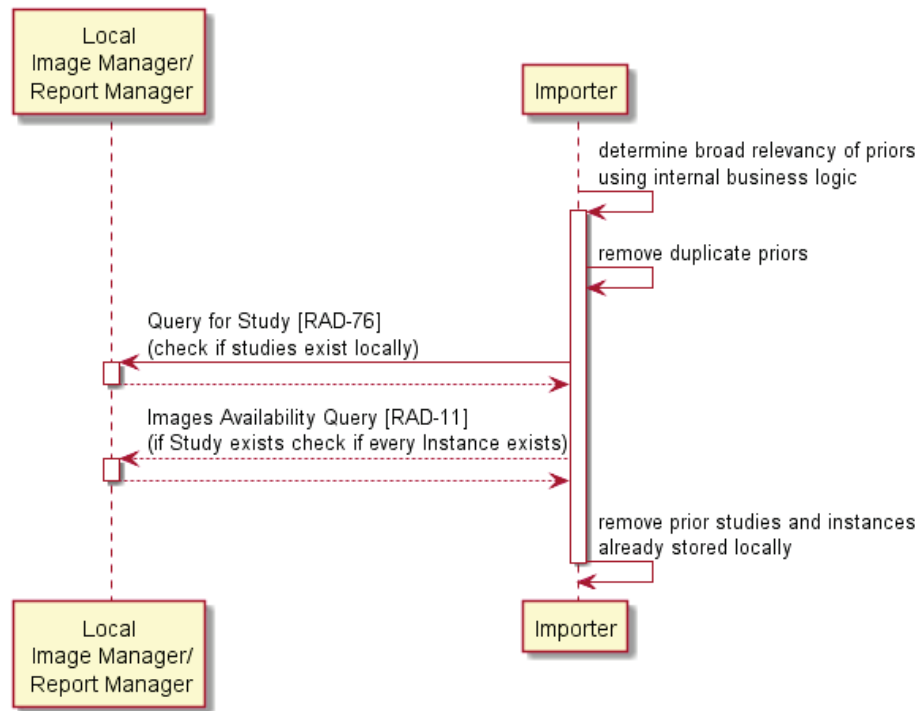 Local
Image Manager/
Report Manager
Importer
determine broad relevancy of priors
using internal business logic
remove duplicate priors
Query for Study [RAD-76]
(check if studies exist locally)
Images Availability Query [RAD-11]
(if Study exists check if every Instance exists)
remove prior studies and instances
already stored locally
Local
Image Manager/
Report Manager
Importer